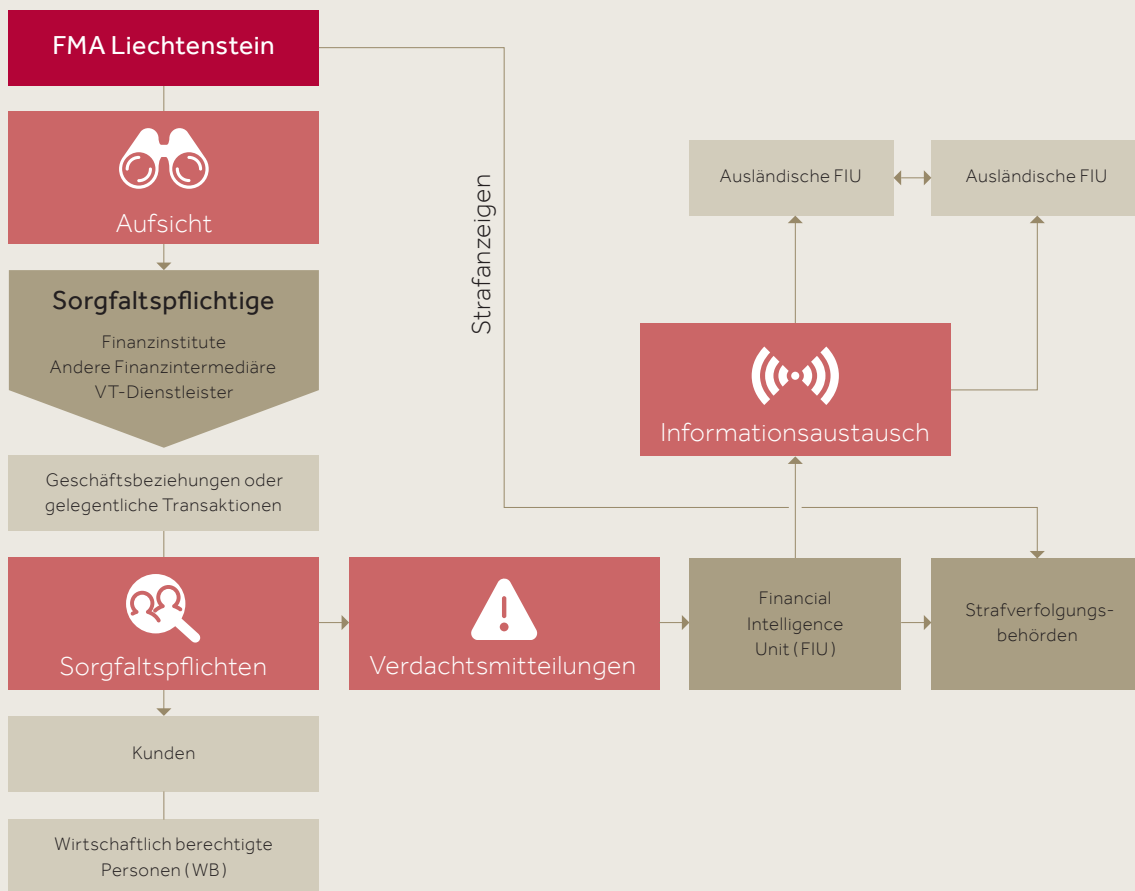 FMA Liechtenstein
Aufsicht
Sorgfaltspflichtige
Finanzinstitute
Andere Finanzintermediäre
VT-Dienstleister
Geschäftsbeziehungen oder
gelegentliche Transaktionen
Sorgfaltspflichten
Kunden
Wirtschaftlich berechtigte
Personen (WB)
Verdachtsmitteilungen
Strafanzeigen
Ausländische FIU
Ausländische FIU
Informationsaustausch
Financial
Intelligence
Unit (FIU)
Strafverfolgungs-
behörden